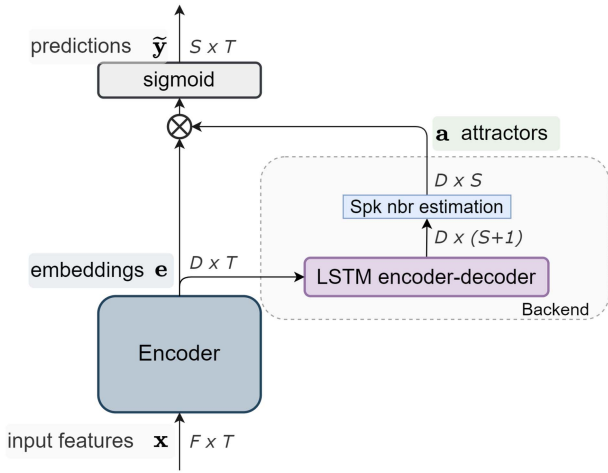 predictions ỹ S x T
sigmoid
a attractors
D x S
Spk nbr estimation
D x (S+1)
embeddings e D x T
LSTM encoder-decoder
Backend
Encoder
input features x F x T